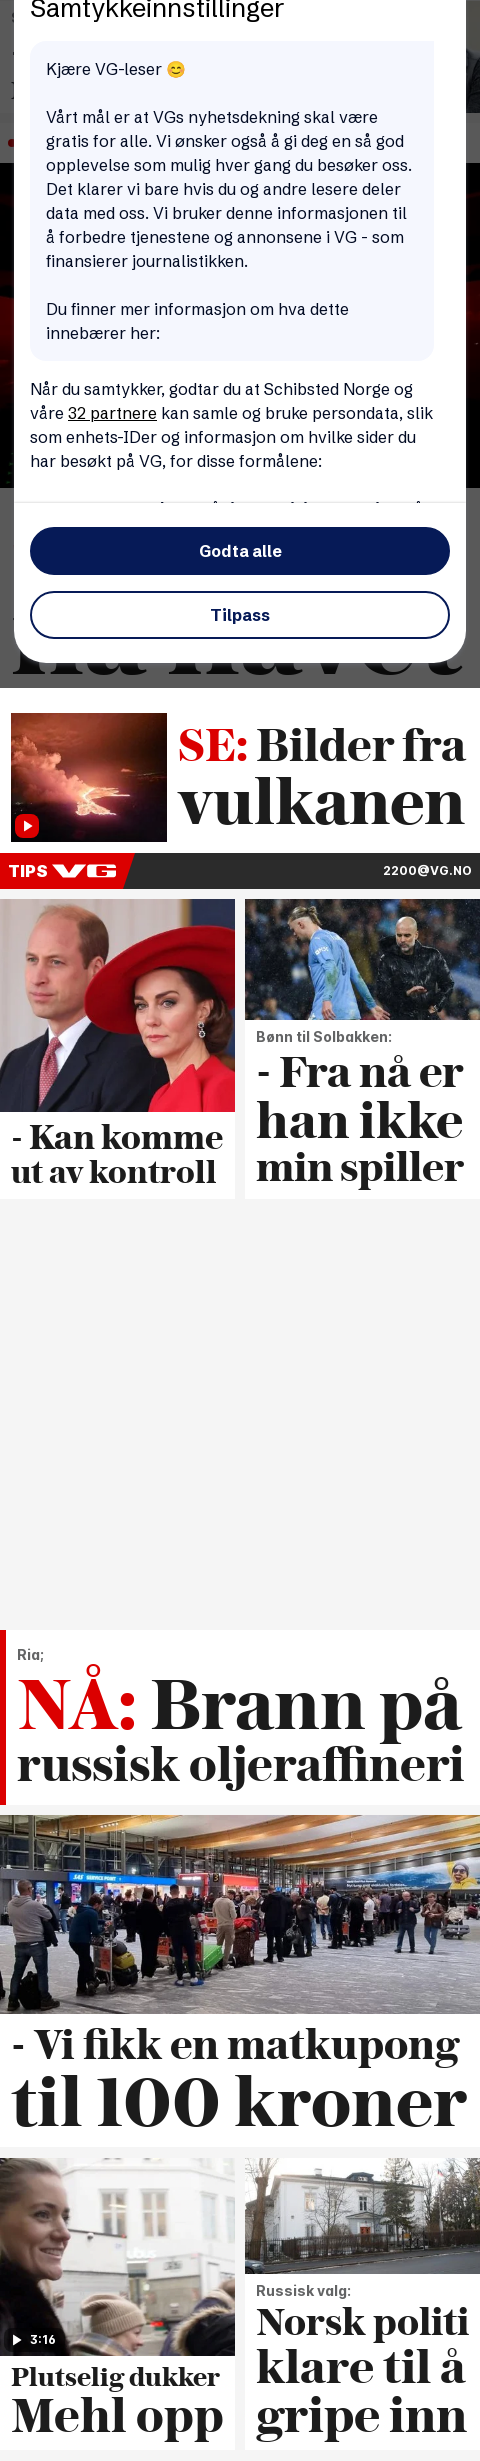 Samtykkeinnstillinger
Kjære VG-leser 😊
Vårt mål er at VGs nyhetsdekning skal være
gratis for alle. Vi ønsker også å gi deg en så god
opplevelse som mulig hver gang du besøker oss.
Det klarer vi bare hvis du og andre lesere deler
data med oss. Vi bruker denne informasjonen til
å forbedre tjenestene og annonsene i VG - som
finansierer journalistikken.
Du finner mer informasjon om hva dette
innebærer her:
Når du samtykker, godtar du at Schibsted Norge og
våre 32 partnere kan samle og bruke persondata, slik
som enhets-IDer og informasjon om hvilke sider du
har besøkt på VG, for disse formålene:
Godta alle
Tilpass
SE: Bilder fra
vulkanen
TIPS VG
2200@VG.NO
- Kan komme
ut av kontroll
Bønn til Solbakken:
- Fra nå er
han ikke
min spiller
Ria;
NÅ: Brann på
russisk oljeraffineri
- Vi fikk en matkupong
til 100 kroner
3:16
Plutselig dukker
Mehl opp
Russisk valg:
Norsk politi
klare til å
gripe inn